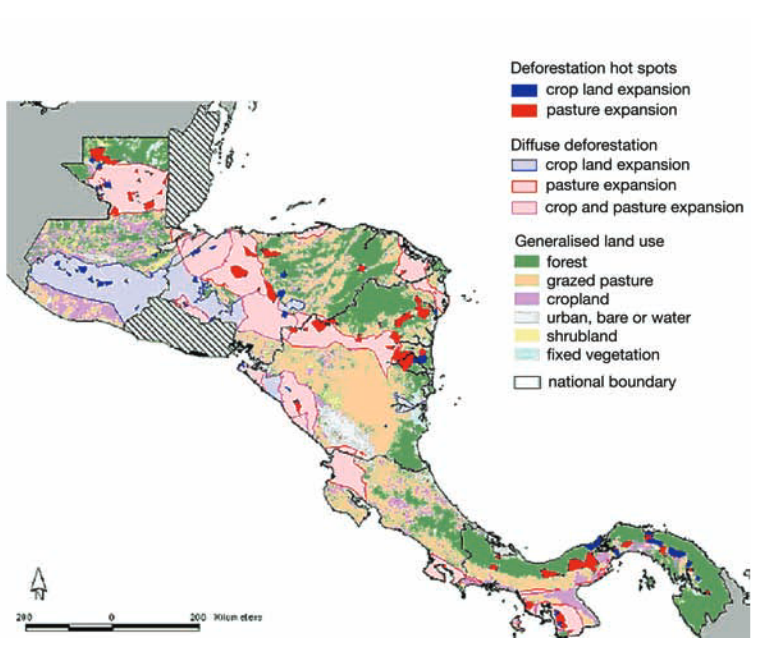 Deforestation hot spots
crop land expansion
pasture expansion
Diffuse deforestation
crop land expansion
pasture expansion
crop and pasture expansion
Generalised land use
forest
grazed pasture
cropland
urban, bare or water
shrubland
fixed vegetation
national boundary
N
200 0 200 Kilometers